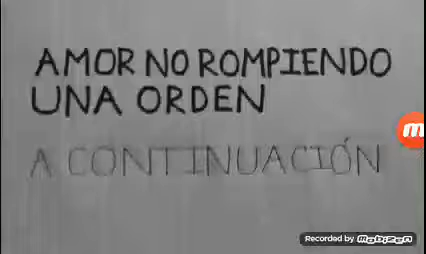 AMOR NO ROMPIENDO
UNA ORDEN
A CONTINUACIÓN
M
Recorded by Mobizen